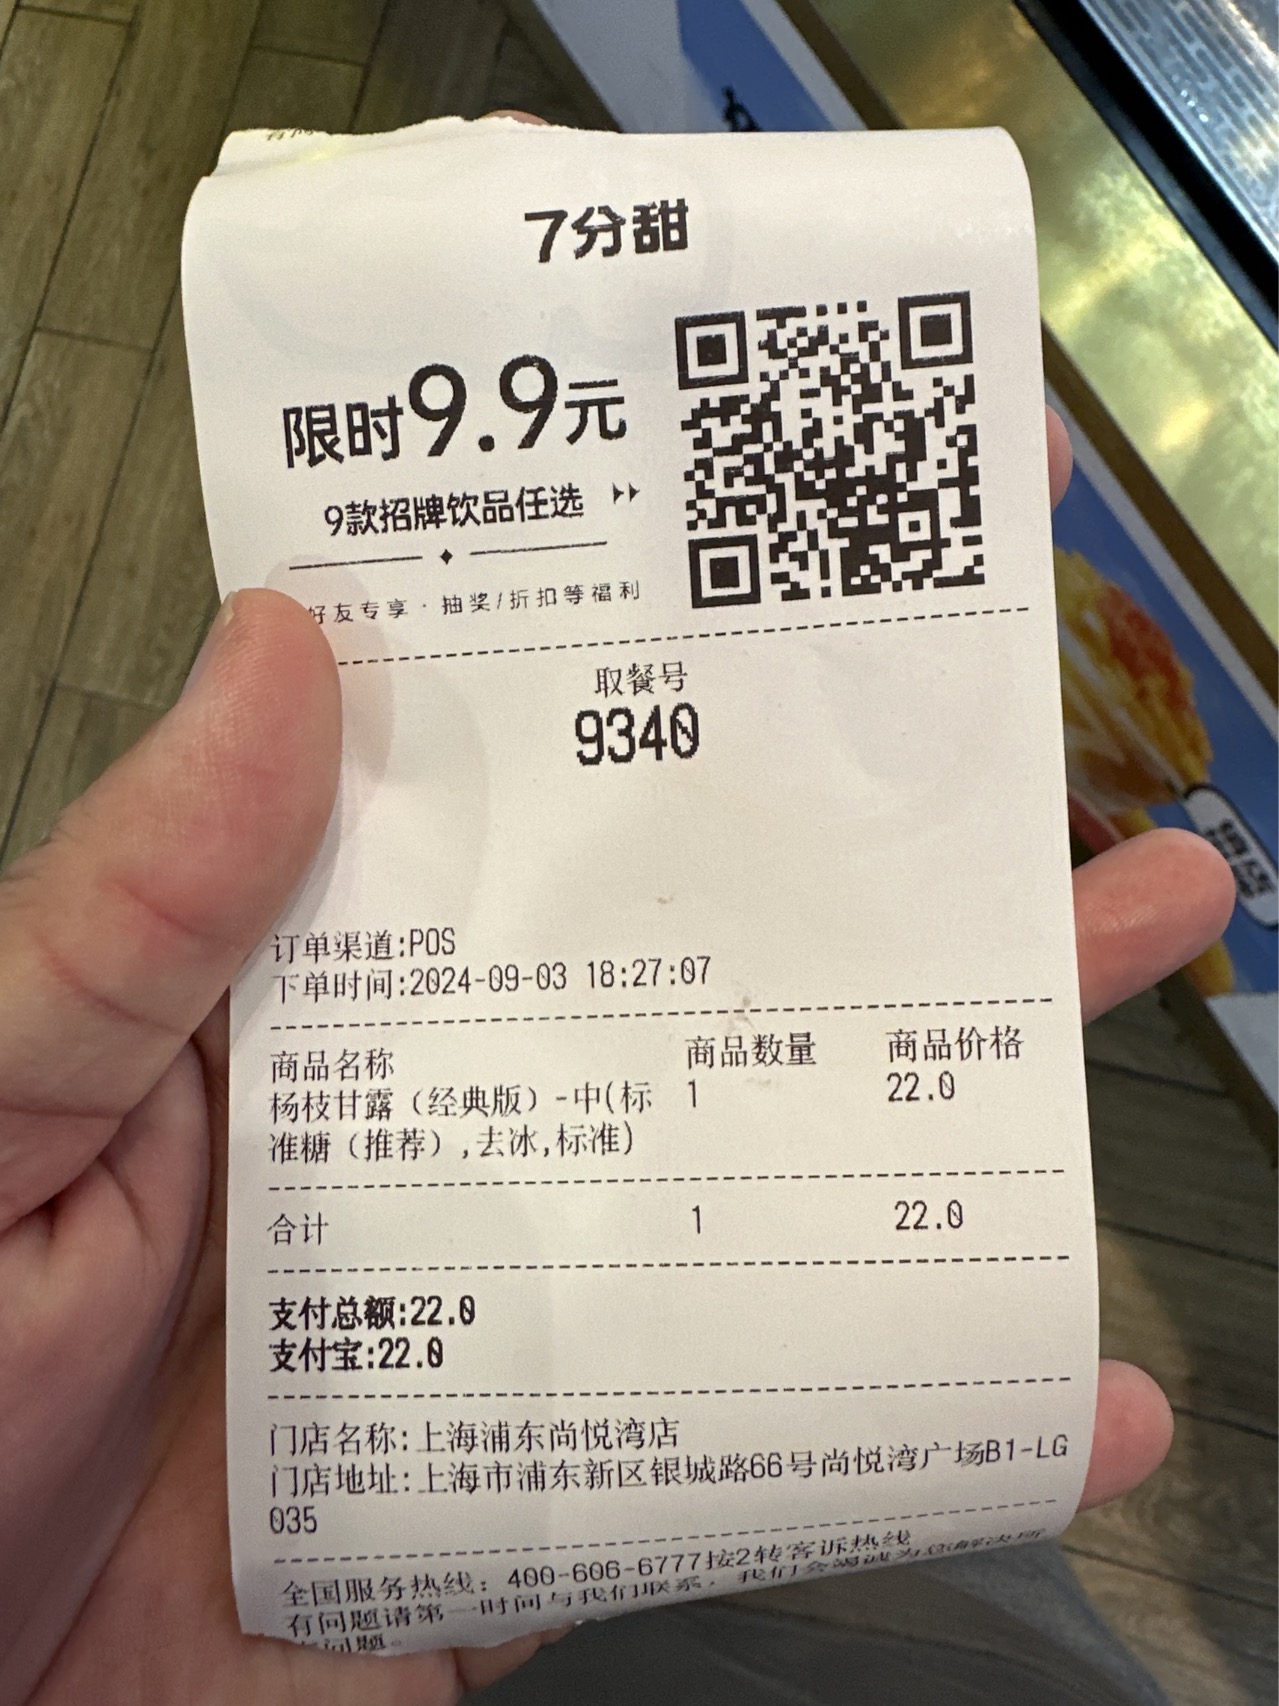 7分甜
限时9.9元
9款招牌饮品任选
好友专享·抽奖/折扣等福利
取餐号
9340
订单渠道:POS
下单时间:2024-09-03 18:27:07
商品名称 商品数量 商品价格
杨枝甘露（经典版）-中(标 1 22.0
准糖（推荐）,去冰,标准)
合计 1 22.0
支付总额:22.0
支付宝:22.0
门店名称:上海浦东尚悦湾店
门店地址:上海市浦东新区银城路66号尚悦湾广场B1-LG
035
全国服务热线：400-606-6777按2转客诉热线
有问题请第一时间与我们联系，我们会竭诚为您解决所
有问题。